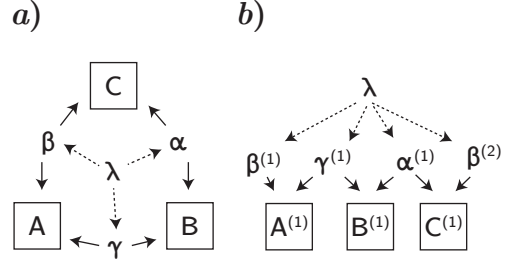 a)
C
β α
λ
A B
γ
b)
λ
β(1) γ(1) α(1) β(2)
A(1) B(1) C(1)